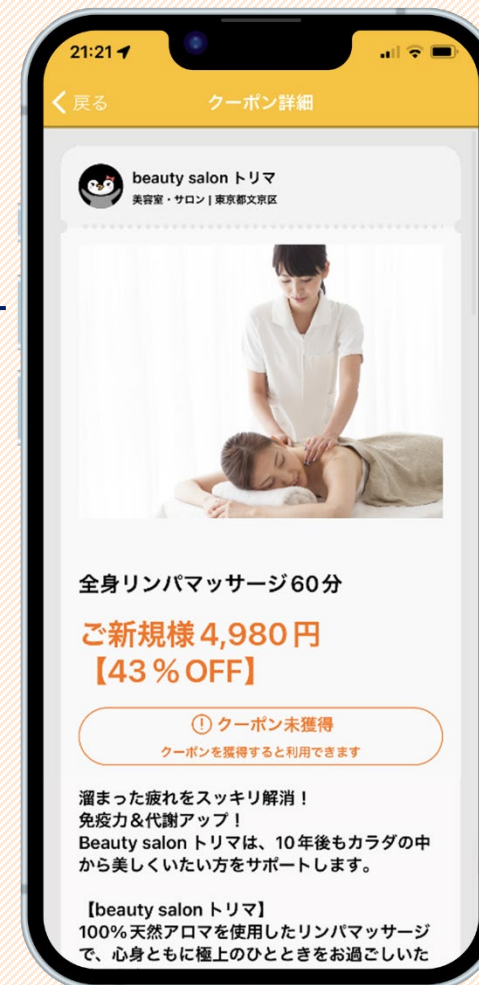 21:21
戻る
クーポン詳細
beauty salon トリマ
美容室・サロン | 東京都文京区
全身リンパマッサージ60分
ご新規様4,980円
【43%OFF】
クーポン未獲得
クーポンを獲得すると利用できます
溜まった疲れをスッキリ解消！
免疫力&代謝アップ！
Beauty salon トリマは、10年後もカラダの中
から美しくいたい方をサポートします。
【beauty salon トリマ】
100%天然アロマを使用したリンパマッサージ
で、心身ともに極上のひとときをお過ごしいた